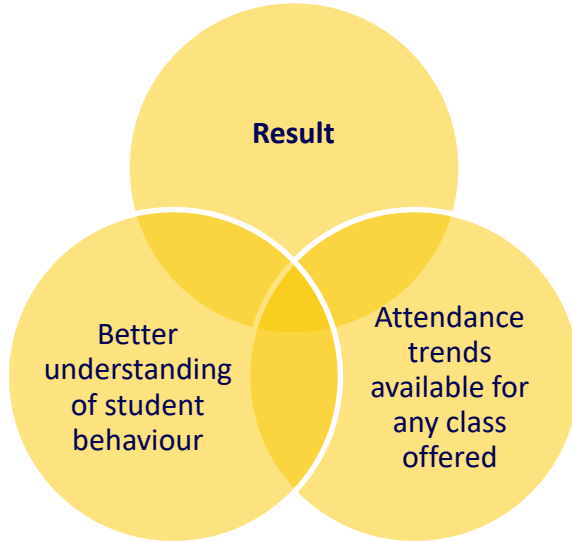 Result
Better
understanding
of student
behaviour
Attendance
trends
available for
any class
offered